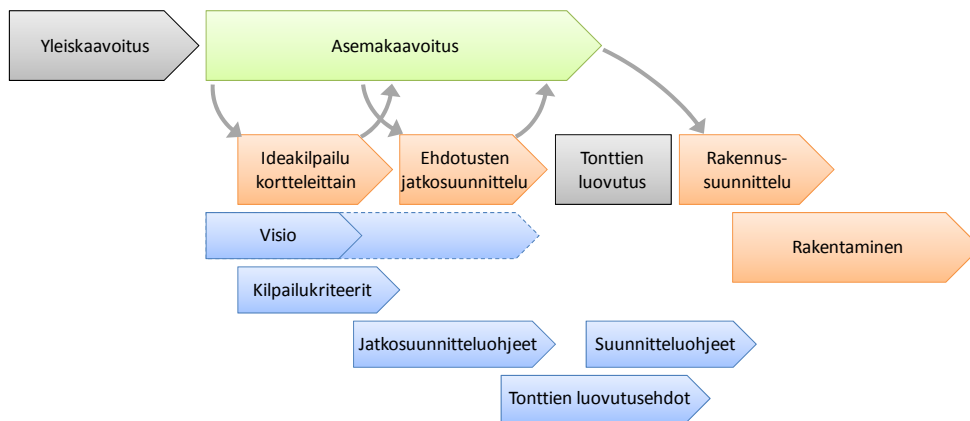 Yleiskaavoitus
Asemakaavoitus
Ideakilpailu
kortteleittain
Ehdotusten
jatkosuunnittelu
Tonttien
luovutus
Rakennus-
suunnittelu
Visio
Rakentaminen
Kilpailukriteerit
Jatkosuunnitteluohjeet
Suunnitteluohjeet
Tonttien luovutusehdot